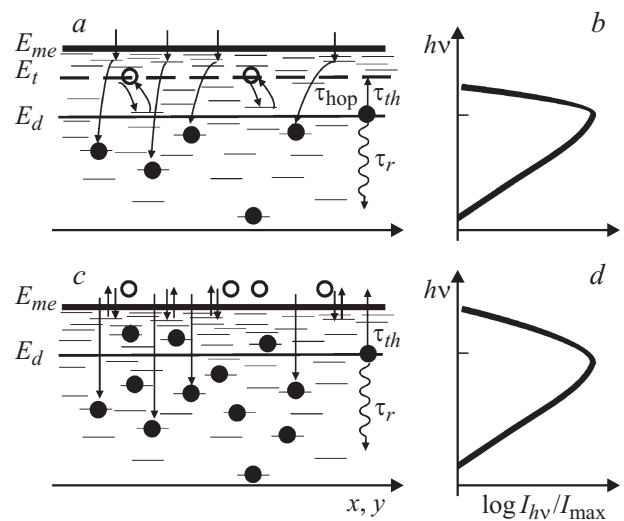 a
b
E_me
E_t
E_d
τ_hop
τ_th
τ_r
hν
c
d
E_me
E_d
τ_th
τ_r
hν
x, y
log I_hν/I_max